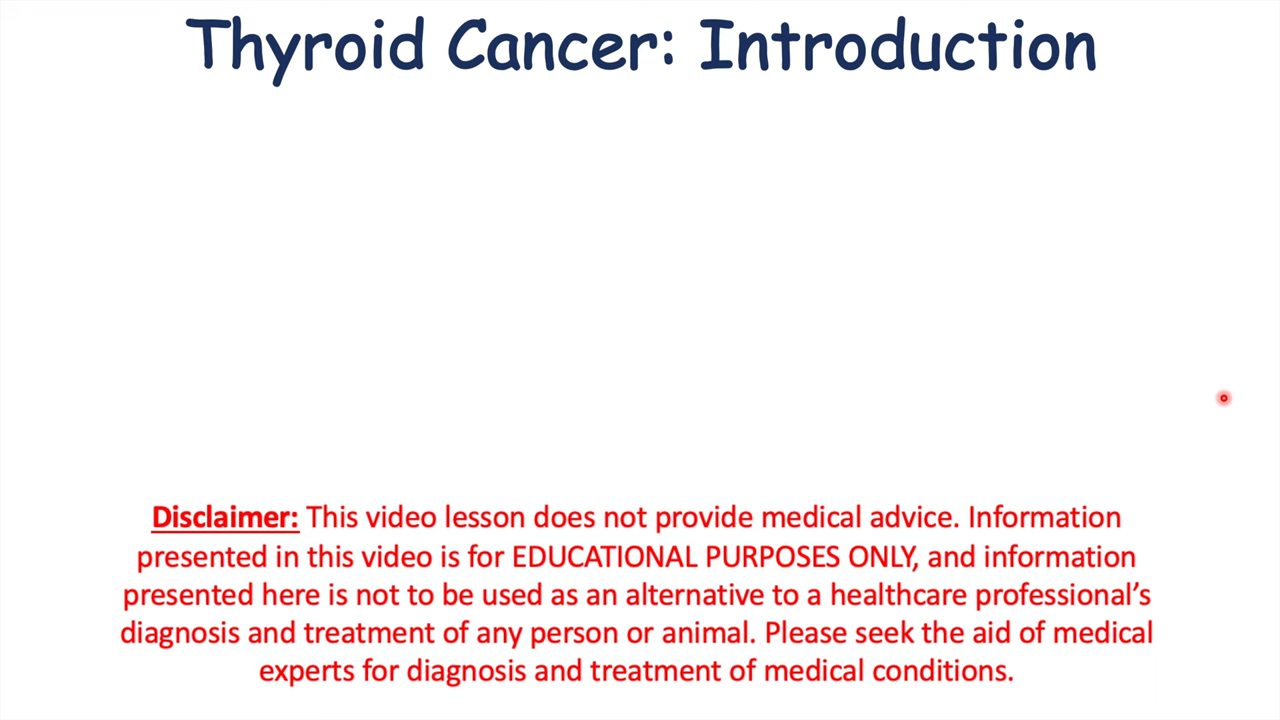 Thyroid Cancer: Introduction
Disclaimer: This video lesson does not provide medical advice. Information
presented in this video is for EDUCATIONAL PURPOSES ONLY, and information
presented here is not to be used as an alternative to a healthcare professional’s
diagnosis and treatment of any person or animal. Please seek the aid of medical
experts for diagnosis and treatment of medical conditions.